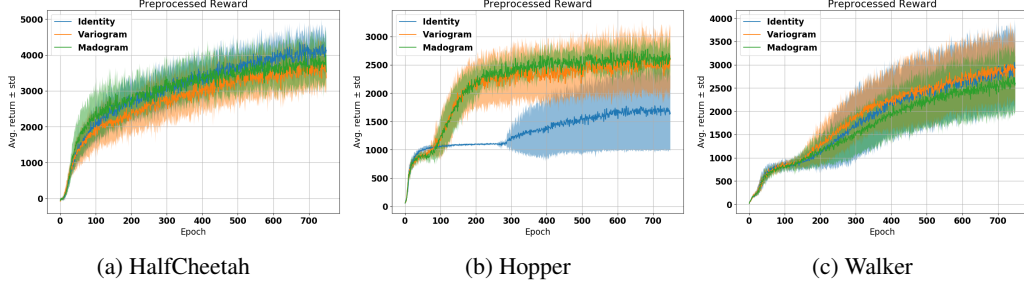 Preprocessed Reward
Identity
Variogram
Madogram
Avg. return ± std
5000
4000
3000
2000
1000
0
0 100 200 300 400 500 600 700
Epoch
(a) HalfCheetah
Preprocessed Reward
Identity
Variogram
Madogram
Avg. return ± std
3000
2500
2000
1500
1000
500
0
0 100 200 300 400 500 600 700
Epoch
(b) Hopper
Preprocessed Reward
Identity
Variogram
Madogram
Avg. return ± std
4000
3500
3000
2500
2000
1500
1000
500
0
0 100 200 300 400 500 600 700
Epoch
(c) Walker